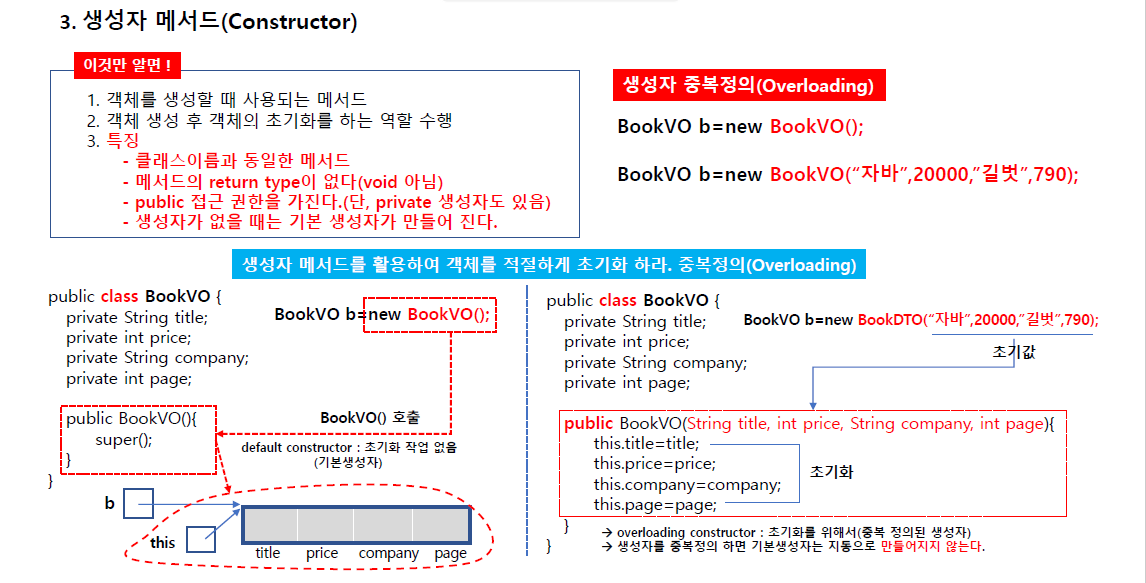 3. 생성자 메서드(Constructor)
이것만 알면 !
1. 객체를 생성할 때 사용되는 메서드
2. 객체 생성 후 객체의 초기화를 하는 역할 수행
3. 특징
- 클래스이름과 동일한 메서드
- 메서드의 return type이 없다(void 아님)
- public 접근 권한을 가진다.(단, private 생성자도 있음)
- 생성자가 없을 때는 기본 생성자가 만들어 진다.
생성자 중복정의(Overloading)
BookVO b=new BookVO();
BookVO b=new BookVO(“자바”,20000,”길벗”,790);
생성자 메서드를 활용하여 객체를 적절하게 초기화 하라. 중복정의(Overloading)
public class BookVO {
private String title;
private int price;
private String company;
private int page;
BookVO b=new BookVO();
public BookVO(){
super();
}
}
BookVO() 호출
default constructor : 초기화 작업 없음
(기본생성자)
b
this
title price company page
public class BookVO {
private String title;
private int price;
private String company;
private int page;
BookVO b=new BookDTO(“자바”,20000,”길벗”,790);
초기값
public BookVO(String title, int price, String company, int page){
this.title=title;
this.price=price;
this.company=company;
this.page=page;
초기화
}
}
→ overloading constructor : 초기화를 위해서(중복 정의된 생성자)
→ 생성자를 중복정의 하면 기본생성자는 지동으로 만들어지지 않는다.